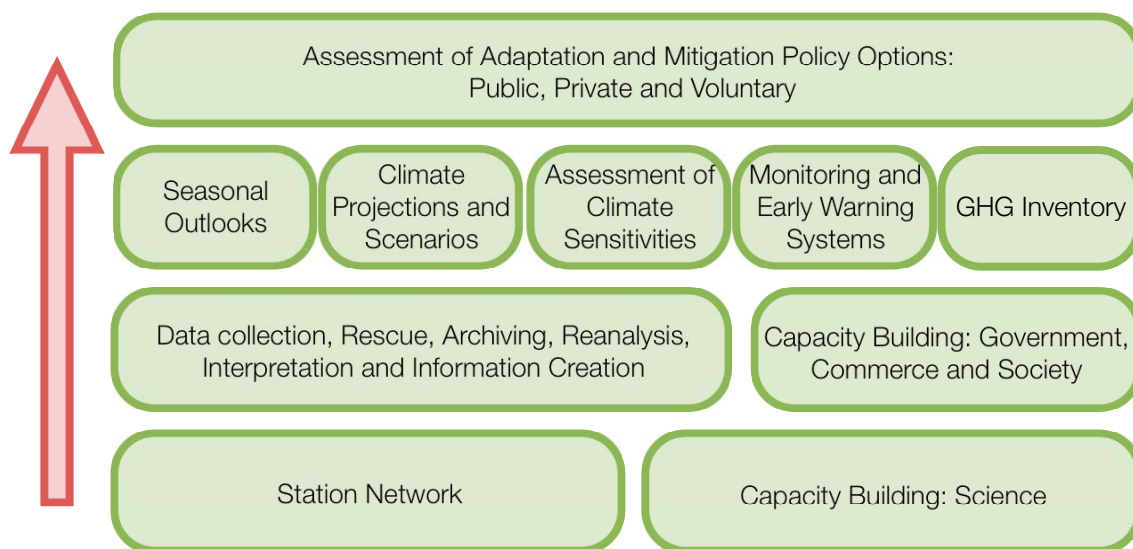 Assessment of Adaptation and Mitigation Policy Options:
Public, Private and Voluntary
Seasonal
Outlooks
Climate
Projections and
Scenarios
Assessment of
Climate
Sensitivities
Monitoring and
Early Warning
Systems
GHG Inventory
Data collection, Rescue, Archiving, Reanalysis,
Interpretation and Information Creation
Capacity Building: Government,
Commerce and Society
Station Network
Capacity Building: Science